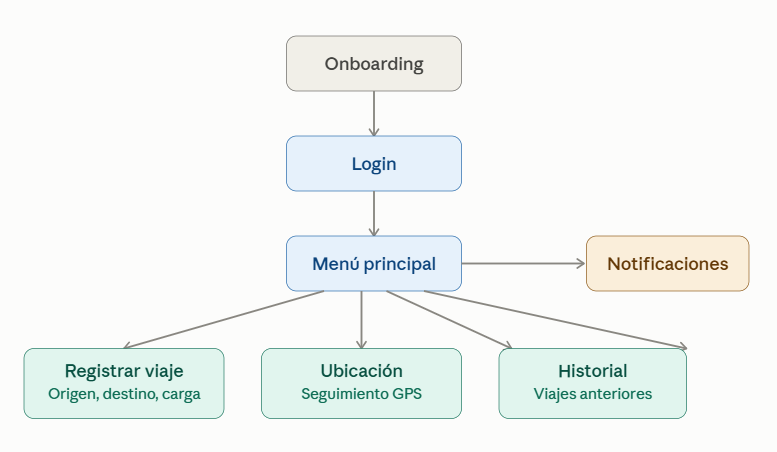 Onboarding
Login
Menú principal
Notificaciones
Registrar viaje
Origen, destino, carga
Ubicación
Seguimiento GPS
Historial
Viajes anteriores